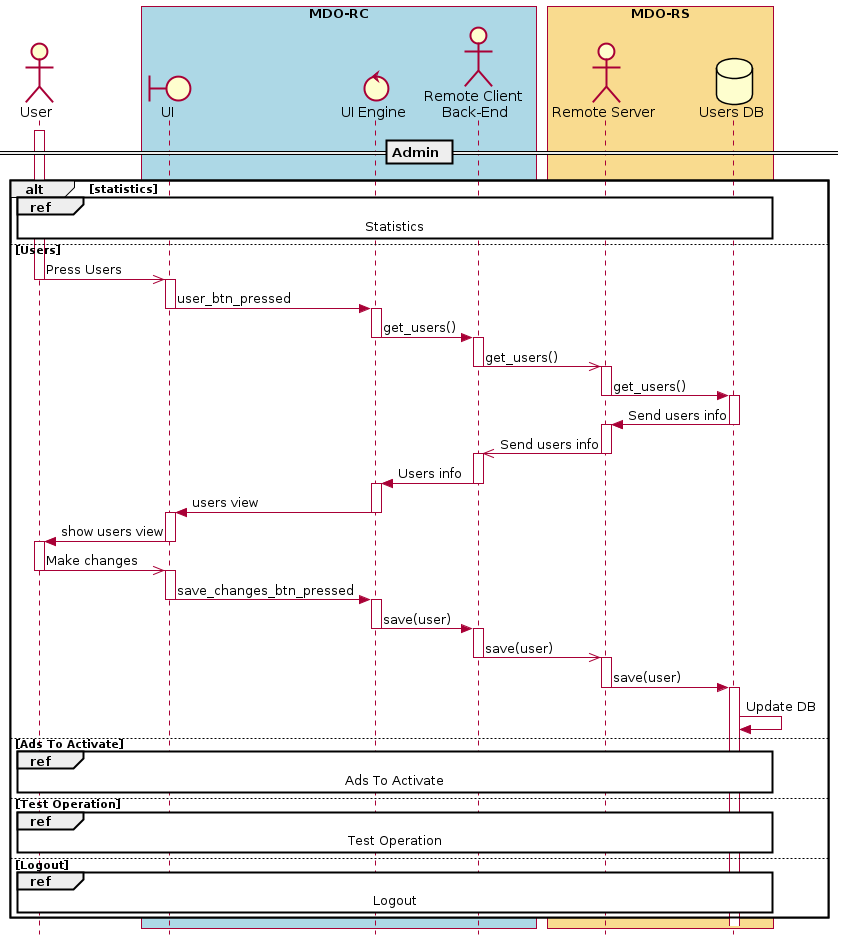 MDO-RC
MDO-RS
User
UI
UI Engine
Remote Client
Back-End
Remote Server
Users DB
Admin
alt
[statistics]
ref
Statistics
[Users]
Press Users
user_btn_pressed
get_users()
get_users()
get_users()
Send users info
Send users info
Users info
users view
show users view
Make changes
save_changes_btn_pressed
save(user)
save(user)
save(user)
Update DB
[Ads To Activate]
ref
Ads To Activate
[Test Operation]
ref
Test Operation
[Logout]
ref
Logout